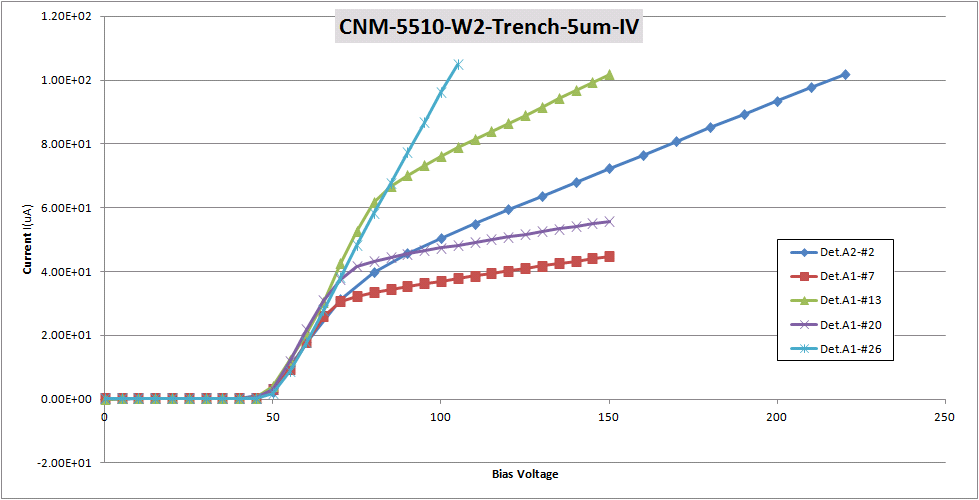 CNM-5510-W2-Trench-5um-IV
1.20E+02
1.00E+02
8.00E+01
6.00E+01
4.00E+01
2.00E+01
0.00E+00
-2.00E+01
Current I(uA)
0
50
100
150
200
250
Bias Voltage
Det.A2-#2
Det.A1-#7
Det.A1-#13
Det.A1-#20
Det.A1-#26